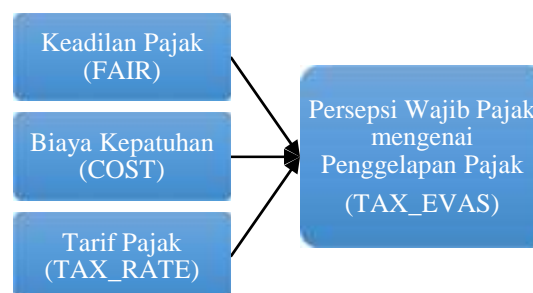 Keadilan Pajak
(FAIR)
Biaya Kepatuhan
(COST)
Tarif Pajak
(TAX_RATE)
Persepsi Wajib Pajak
mengenai
Penggelapan Pajak
(TAX_EVAS)